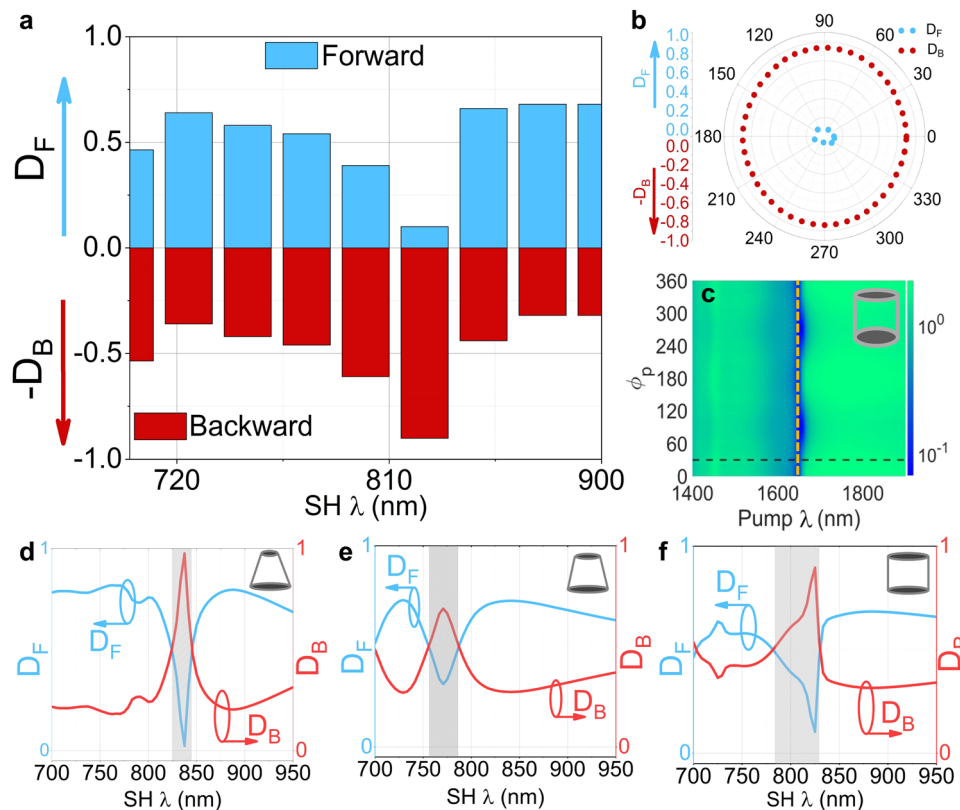 a
1.0
0.5
0.0
-0.5
-1.0
D_F
-D_B
Forward
Backward
720
810
900
SH λ (nm)
b
1.0
0.8
0.6
0.4
0.2
0.0
0.0
-0.2
-0.4
-0.6
-0.8
-1.0
D_F
-D_B
90
120
60
150
30
180
0
210
330
240
300
270
D_F
D_B
c
360
300
240
180
120
60
0
ϕ_p
1400
1600
1800
Pump λ (nm)
10^0
10^-1
d
1
0
D_F
D_F
D_B
1
0
D_B
700
750
800
850
900
950
SH λ (nm)
e
1
0
D_F
D_F
D_B
1
0
D_B
700
750
800
850
900
950
SH λ (nm)
f
1
0
D_F
D_F
D_B
1
0
D_B
700
750
800
850
900
950
SH λ (nm)